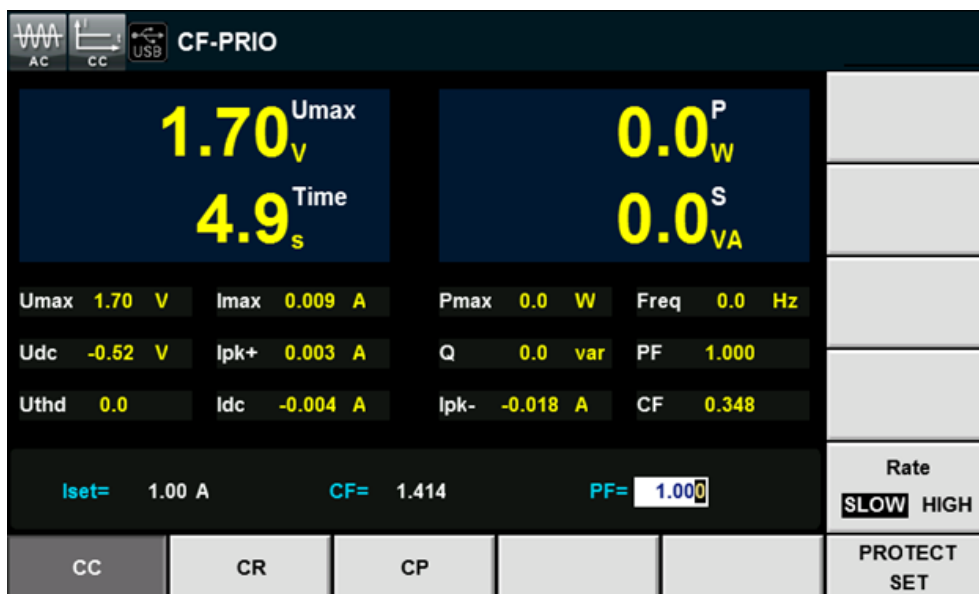 AC CC USB CF-PRIO
1.70 Umax V
4.9 Time s
0.0 P W
0.0 S VA
Umax 1.70 V Imax 0.009 A Pmax 0.0 W Freq 0.0 Hz
Udc -0.52 V Ipk+ 0.003 A Q 0.0 var PF 1.000
Uthd 0.0 Idc -0.004 A Ipk- -0.018 A CF 0.348
Iset= 1.00 A CF= 1.414 PF= 1.000
Rate
SLOW HIGH
CC CR CP
PROTECT
SET